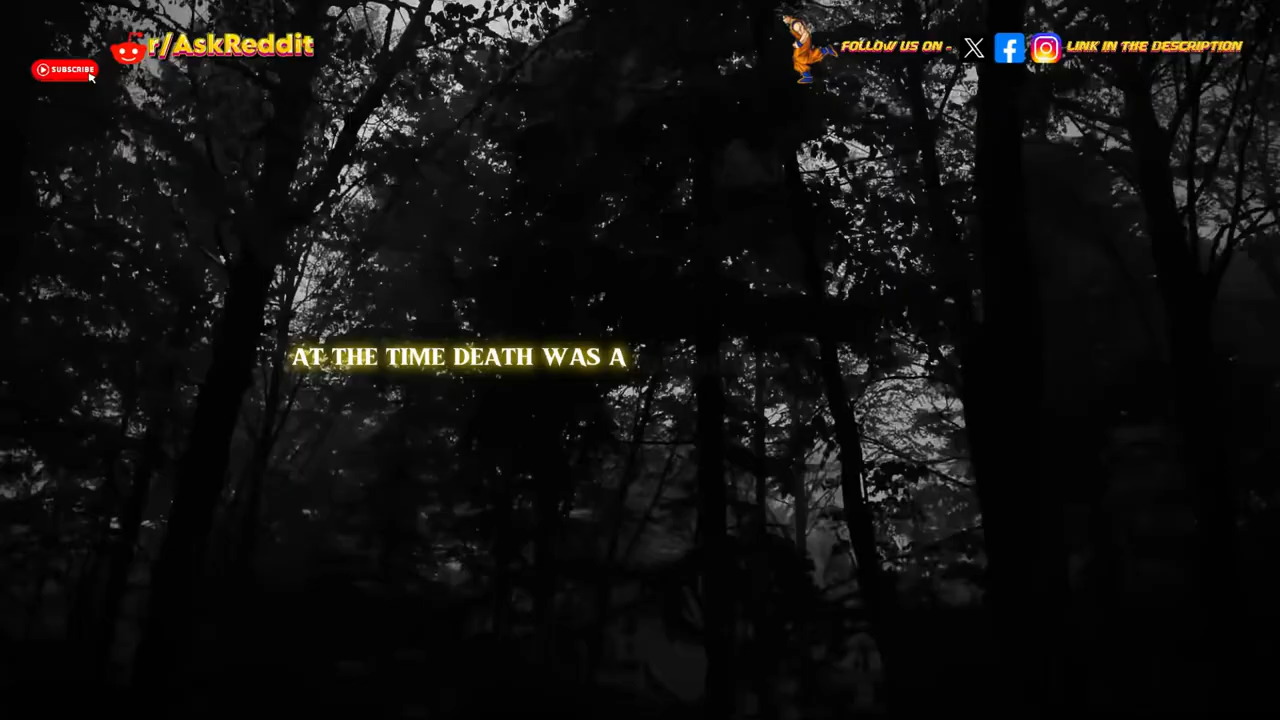 r/AskReddit
SUBSCRIBE
FOLLOW US ON -
LINK IN THE DESCRIPTION
AT THE TIME DEATH WAS A